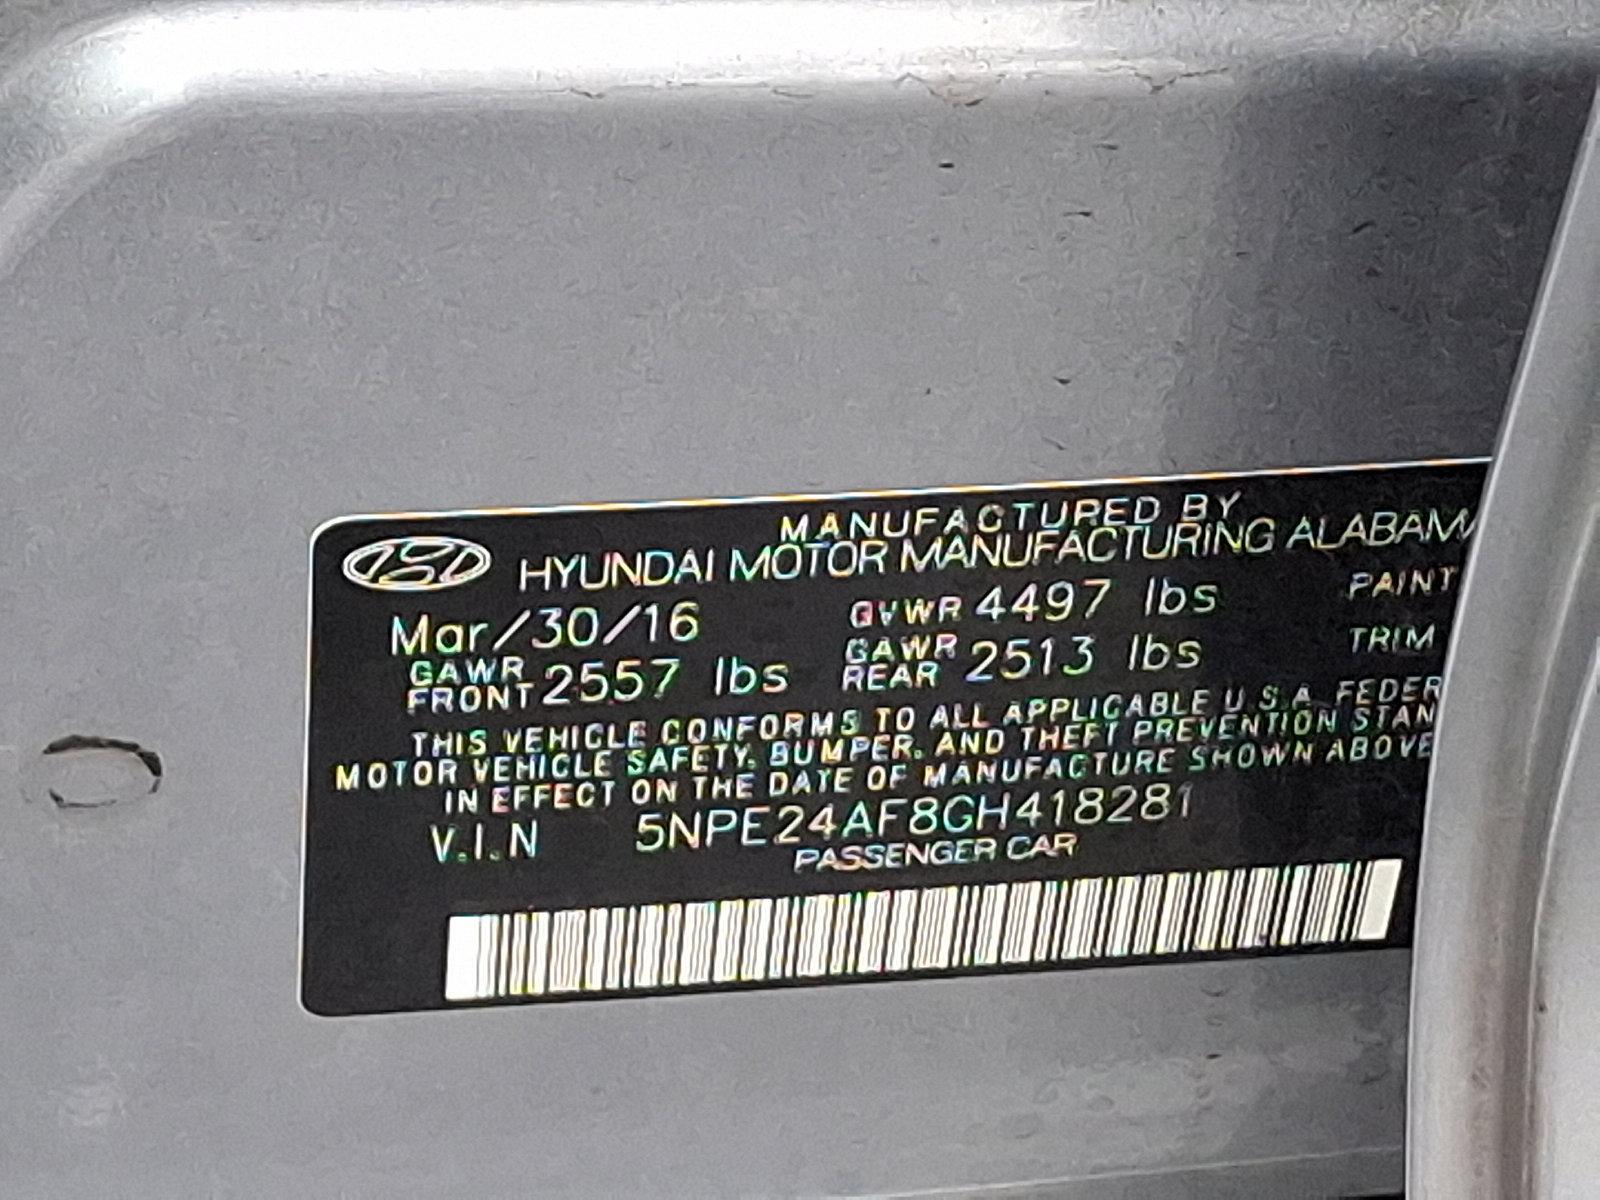 MANUFACTURED BY
HYUNDAI MOTOR MANUFACTURING ALABAMA
Mar/30/16 GVWR 4497 lbs PAINT
GAWR FRONT 2557 lbs GAWR REAR 2513 lbs TRIM
THIS VEHICLE CONFORMS TO ALL APPLICABLE U.S.A. FEDER
MOTOR VEHICLE SAFETY, BUMPER, AND THEFT PREVENTION STAN
IN EFFECT ON THE DATE OF MANUFACTURE SHOWN ABOVE
V.I.N 5NPE24AF8GH418281
PASSENGER CAR